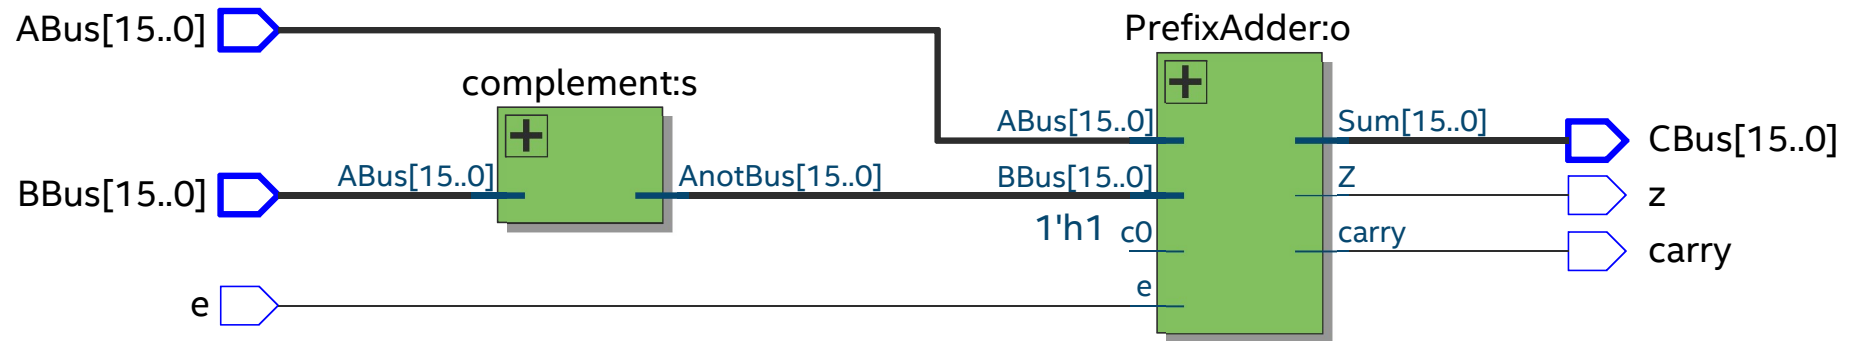 ABus[15..0]
PrefixAdder:o
complement:s
ABus[15..0]
Sum[15..0]
CBus[15..0]
BBus[15..0]
ABus[15..0]
AnotBus[15..0]
BBus[15..0]
Z
z
1'h1
c0
carry
carry
e
e